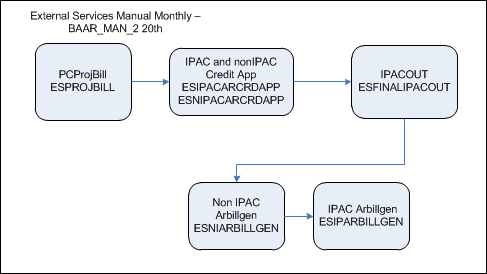 External Services Manual Monthly –
BAAR_MAN_2 20th
PCProjBill
ESPROJBILL
IPAC and nonIPAC
Credit App
ESIPACARCRDAPP
ESNIPACARCRDAPP
IPACOUT
ESFINALIPACOUT
Non IPAC
Arbillgen
ESNIARBILLGEN
IPAC Arbillgen
ESIPARBILLGEN